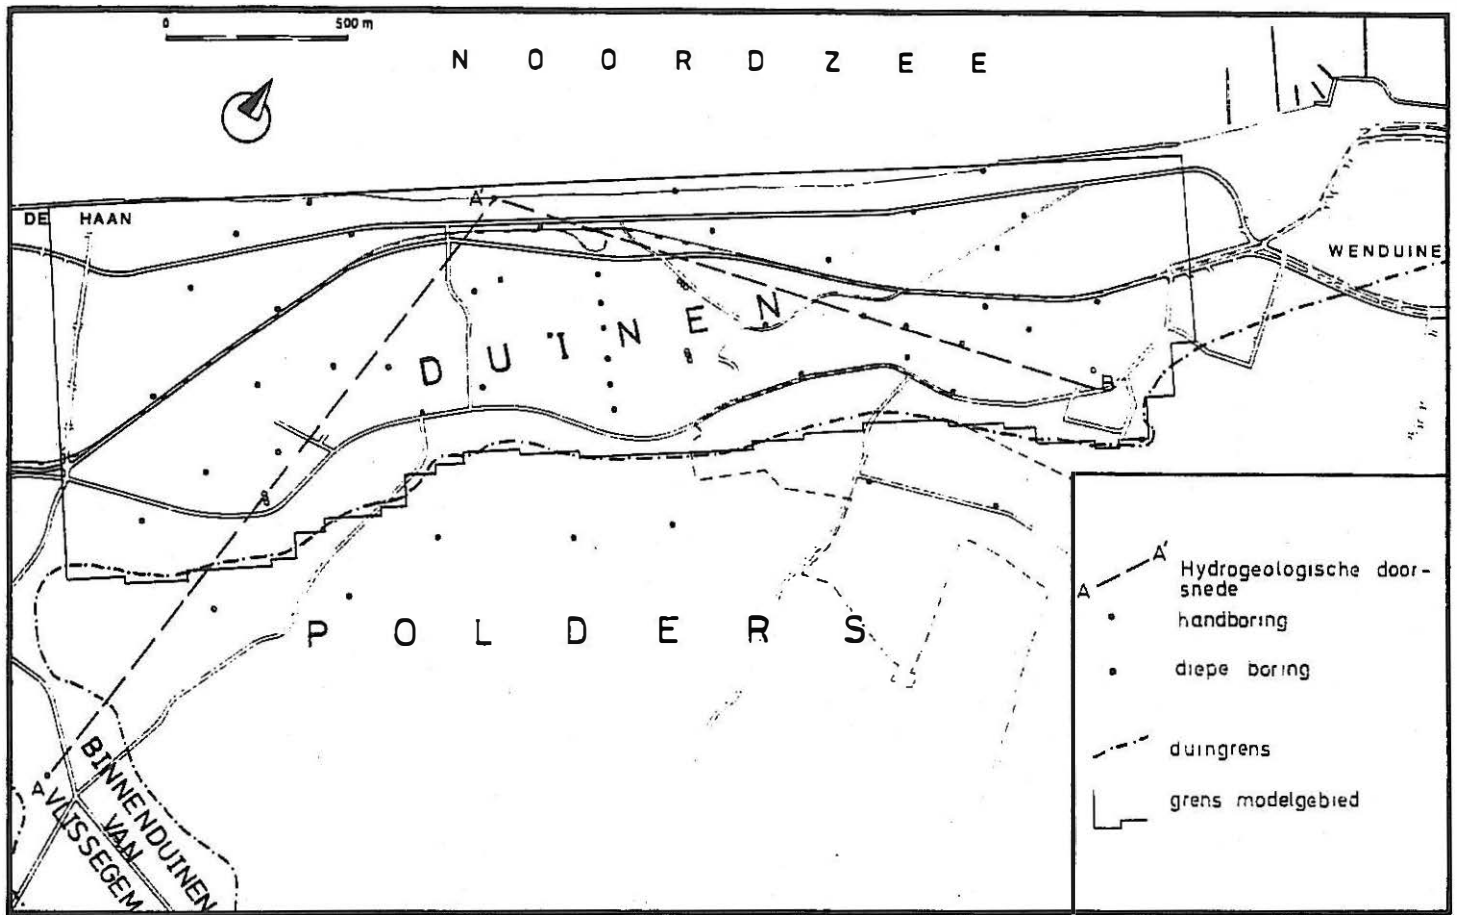 0 500 m
N O O R D Z E E
A'
DE HAAN
WENDUINE
D U I N E N
B
P O L D E R S
A
BINNENDUINEN
VAN
VLISSEGEM
A A'
Hydrogeologische door-
snede
handboring
diepe boring
duingrens
grens modelgebied